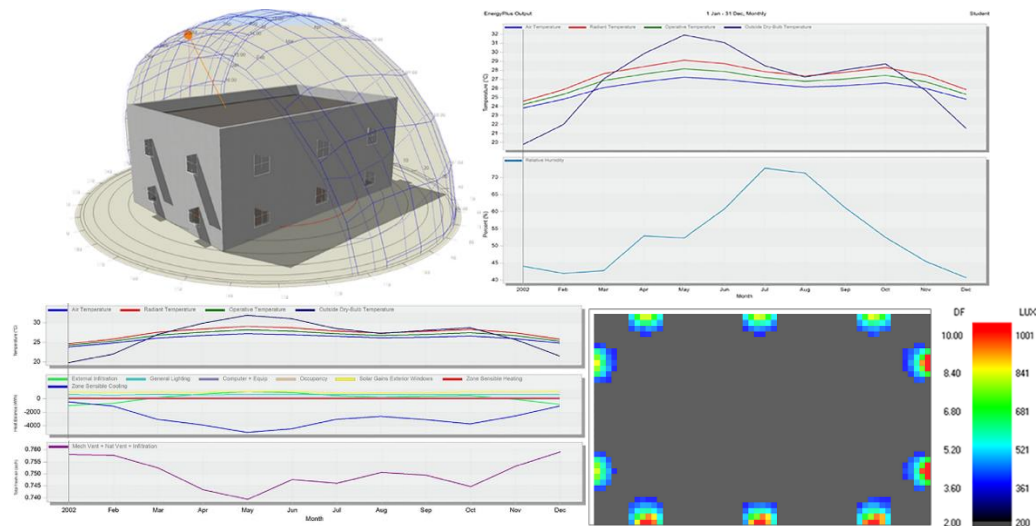 EnergyPlus Output
1 Jan - 31 Dec, Monthly
Student
Air Temperature
Radiant Temperature
Operative Temperature
Outside Dry-Bulb Temperature
Temperature (°C)
32
31
30
29
28
27
26
25
24
23
22
21
20
Relative Humidity
Percent (%)
70
65
60
55
50
45
40
2002 Feb Mar Apr May Jun Jul Aug Sep Oct Nov Dec
Month
Air Temperature
Radiant Temperature
Operative Temperature
Outside Dry-Bulb Temperature
Temperature (°C)
30
25
20
External Infiltration
General Lighting
Computer + Equip
Occupancy
Solar Gains Exterior Windows
Zone Sensible Heating
Zone Sensible Cooling
0
-2000
-4000
Mech Vent + Nat Vent + Infiltration
0.760
0.755
0.750
0.745
0.740
2002 Feb Mar Apr May Jun Jul Aug Sep Oct Nov Dec
Month
DF LUX
10.00 1001
8.40 841
6.80 681
5.20 521
3.60 361
2.00 200